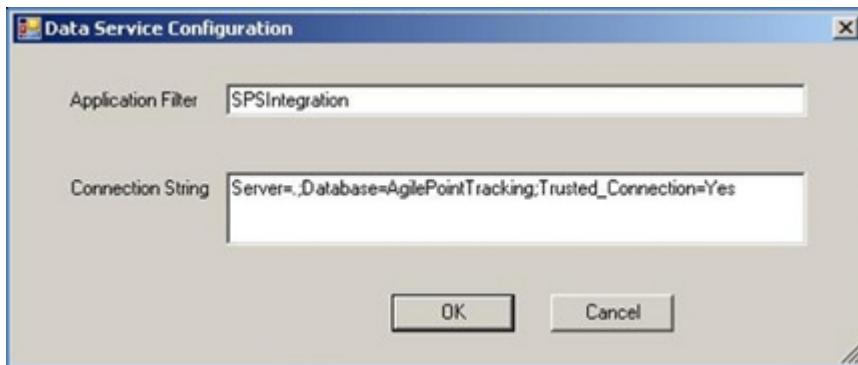 Data Service Configuration
Application Filter SPSIntegration
Connection String Server=.;Database=AgilePointTracking;Trusted_Connection=Yes
OK Cancel